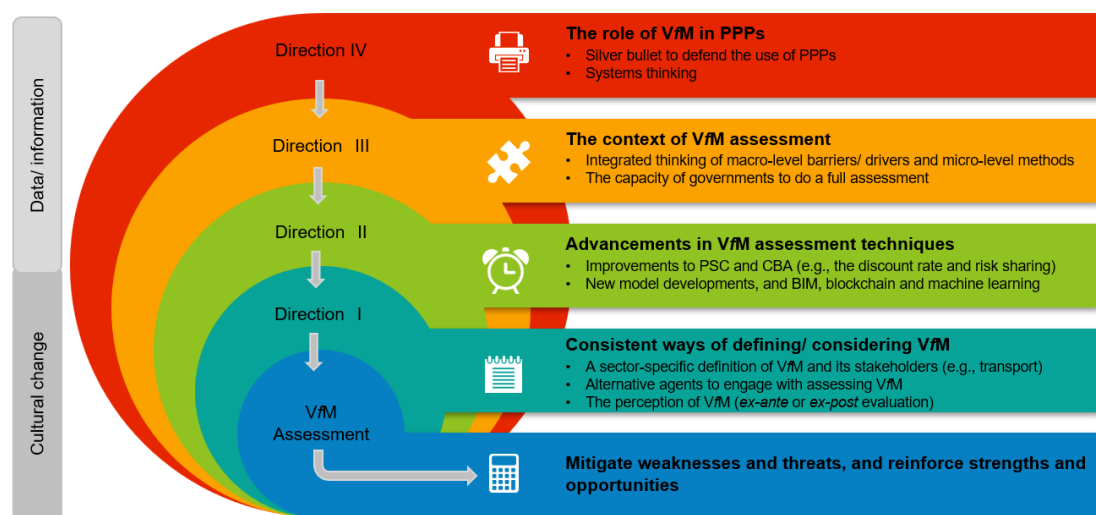 Data/ information
Cultural change
Direction IV
The role of VfM in PPPs
• Silver bullet to defend the use of PPPs
• Systems thinking
Direction III
The context of VfM assessment
• Integrated thinking of macro-level barriers/ drivers and micro-level methods
• The capacity of governments to do a full assessment
Direction II
Advancements in VfM assessment techniques
• Improvements to PSC and CBA (e.g., the discount rate and risk sharing)
• New model developments, and BIM, blockchain and machine learning
Direction I
Consistent ways of defining/ considering VfM
• A sector-specific definition of VfM and its stakeholders (e.g., transport)
• Alternative agents to engage with assessing VfM
• The perception of VfM (ex-ante or ex-post evaluation)
VfM
Assessment
Mitigate weaknesses and threats, and reinforce strengths and
opportunities